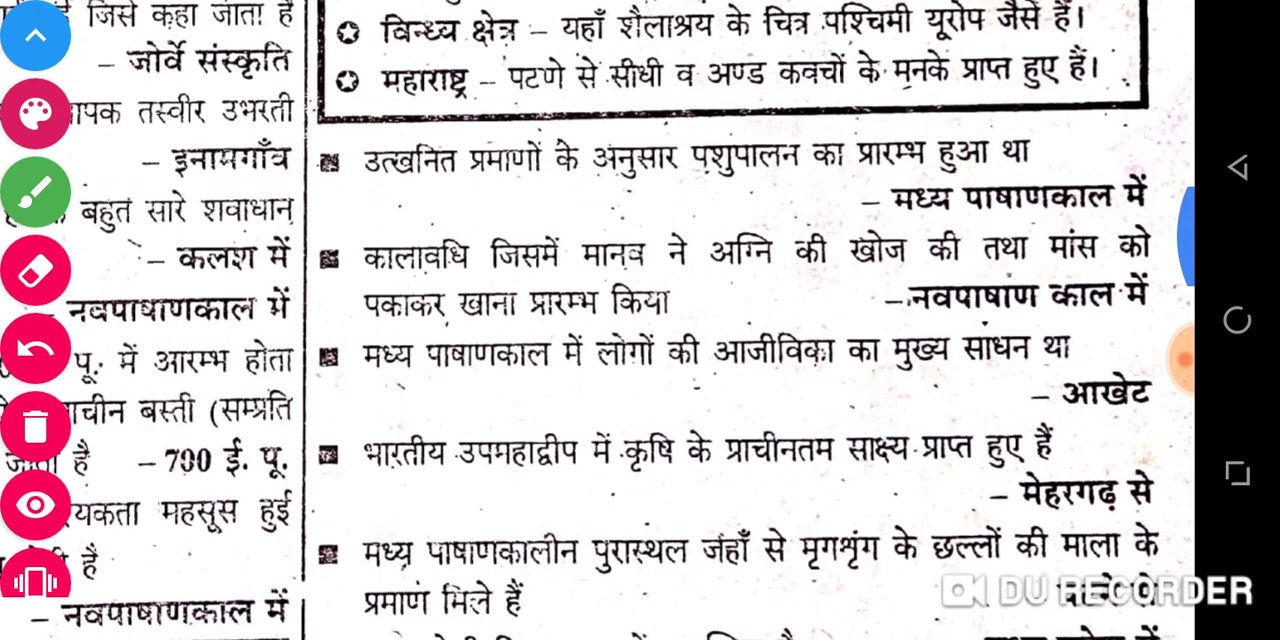 जिसे कहा जाता है
– जोर्वे संस्कृति
तस्वीर उभरती
– इनामगाँव
बहुत सारे शवाधान
– कलश में
– नवपाषाणकाल में
पू. में आरम्भ होता
बस्ती (सम्प्रति
है – 700 ई. पू.
महसूस हुई
है
– नवपाषाणकाल में
✪ विन्ध्य क्षेत्र – यहाँ शैलाश्रय के चित्र पश्चिमी यूरोप जैसे हैं।
✪ महाराष्ट्र – पटणे से सीधी व अण्ड कवचों के मनके प्राप्त हुए हैं।
उत्खनित प्रमाणों के अनुसार पशुपालन का प्रारम्भ हुआ था
– मध्य पाषाणकाल में
कालावधि जिसमें मानव ने अग्नि की खोज की तथा मांस को
पकाकर खाना प्रारम्भ किया – नवपाषाण काल में
मध्य पाषाणकाल में लोगों की आजीविका का मुख्य साधन था
– आखेट
भारतीय उपमहाद्वीप में कृषि के प्राचीनतम साक्ष्य प्राप्त हुए हैं
– मेहरगढ़ से
मध्य पाषाणकालीन पुरास्थल जहाँ से मृगशृंग के छल्लों की माला के
प्रमाण मिले हैं
DU RECORDER